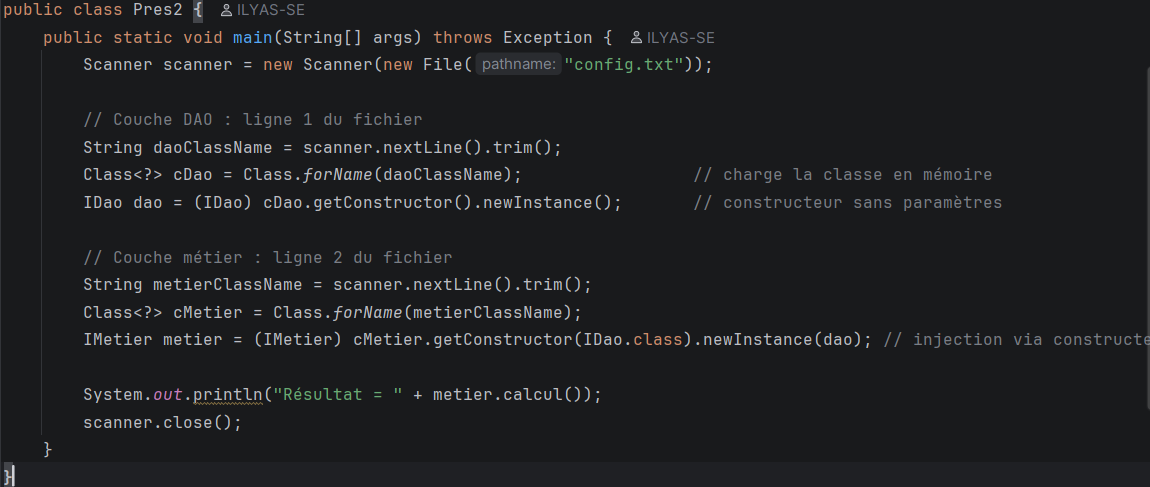 public class Pres2 { ILYAS-SE
public static void main(String[] args) throws Exception { ILYAS-SE
Scanner scanner = new Scanner(new File( pathname: "config.txt"));
// Couche DAO : ligne 1 du fichier
String daoClassName = scanner.nextLine().trim();
Class<?> cDao = Class.forName(daoClassName); // charge la classe en mémoire
IDao dao = (IDao) cDao.getConstructor().newInstance(); // constructeur sans paramètres
// Couche métier : ligne 2 du fichier
String metierClassName = scanner.nextLine().trim();
Class<?> cMetier = Class.forName(metierClassName);
IMetier metier = (IMetier) cMetier.getConstructor(IDao.class).newInstance(dao); // injection via
System.out.println("Résultat = " + metier.calcul());
scanner.close();
}
}